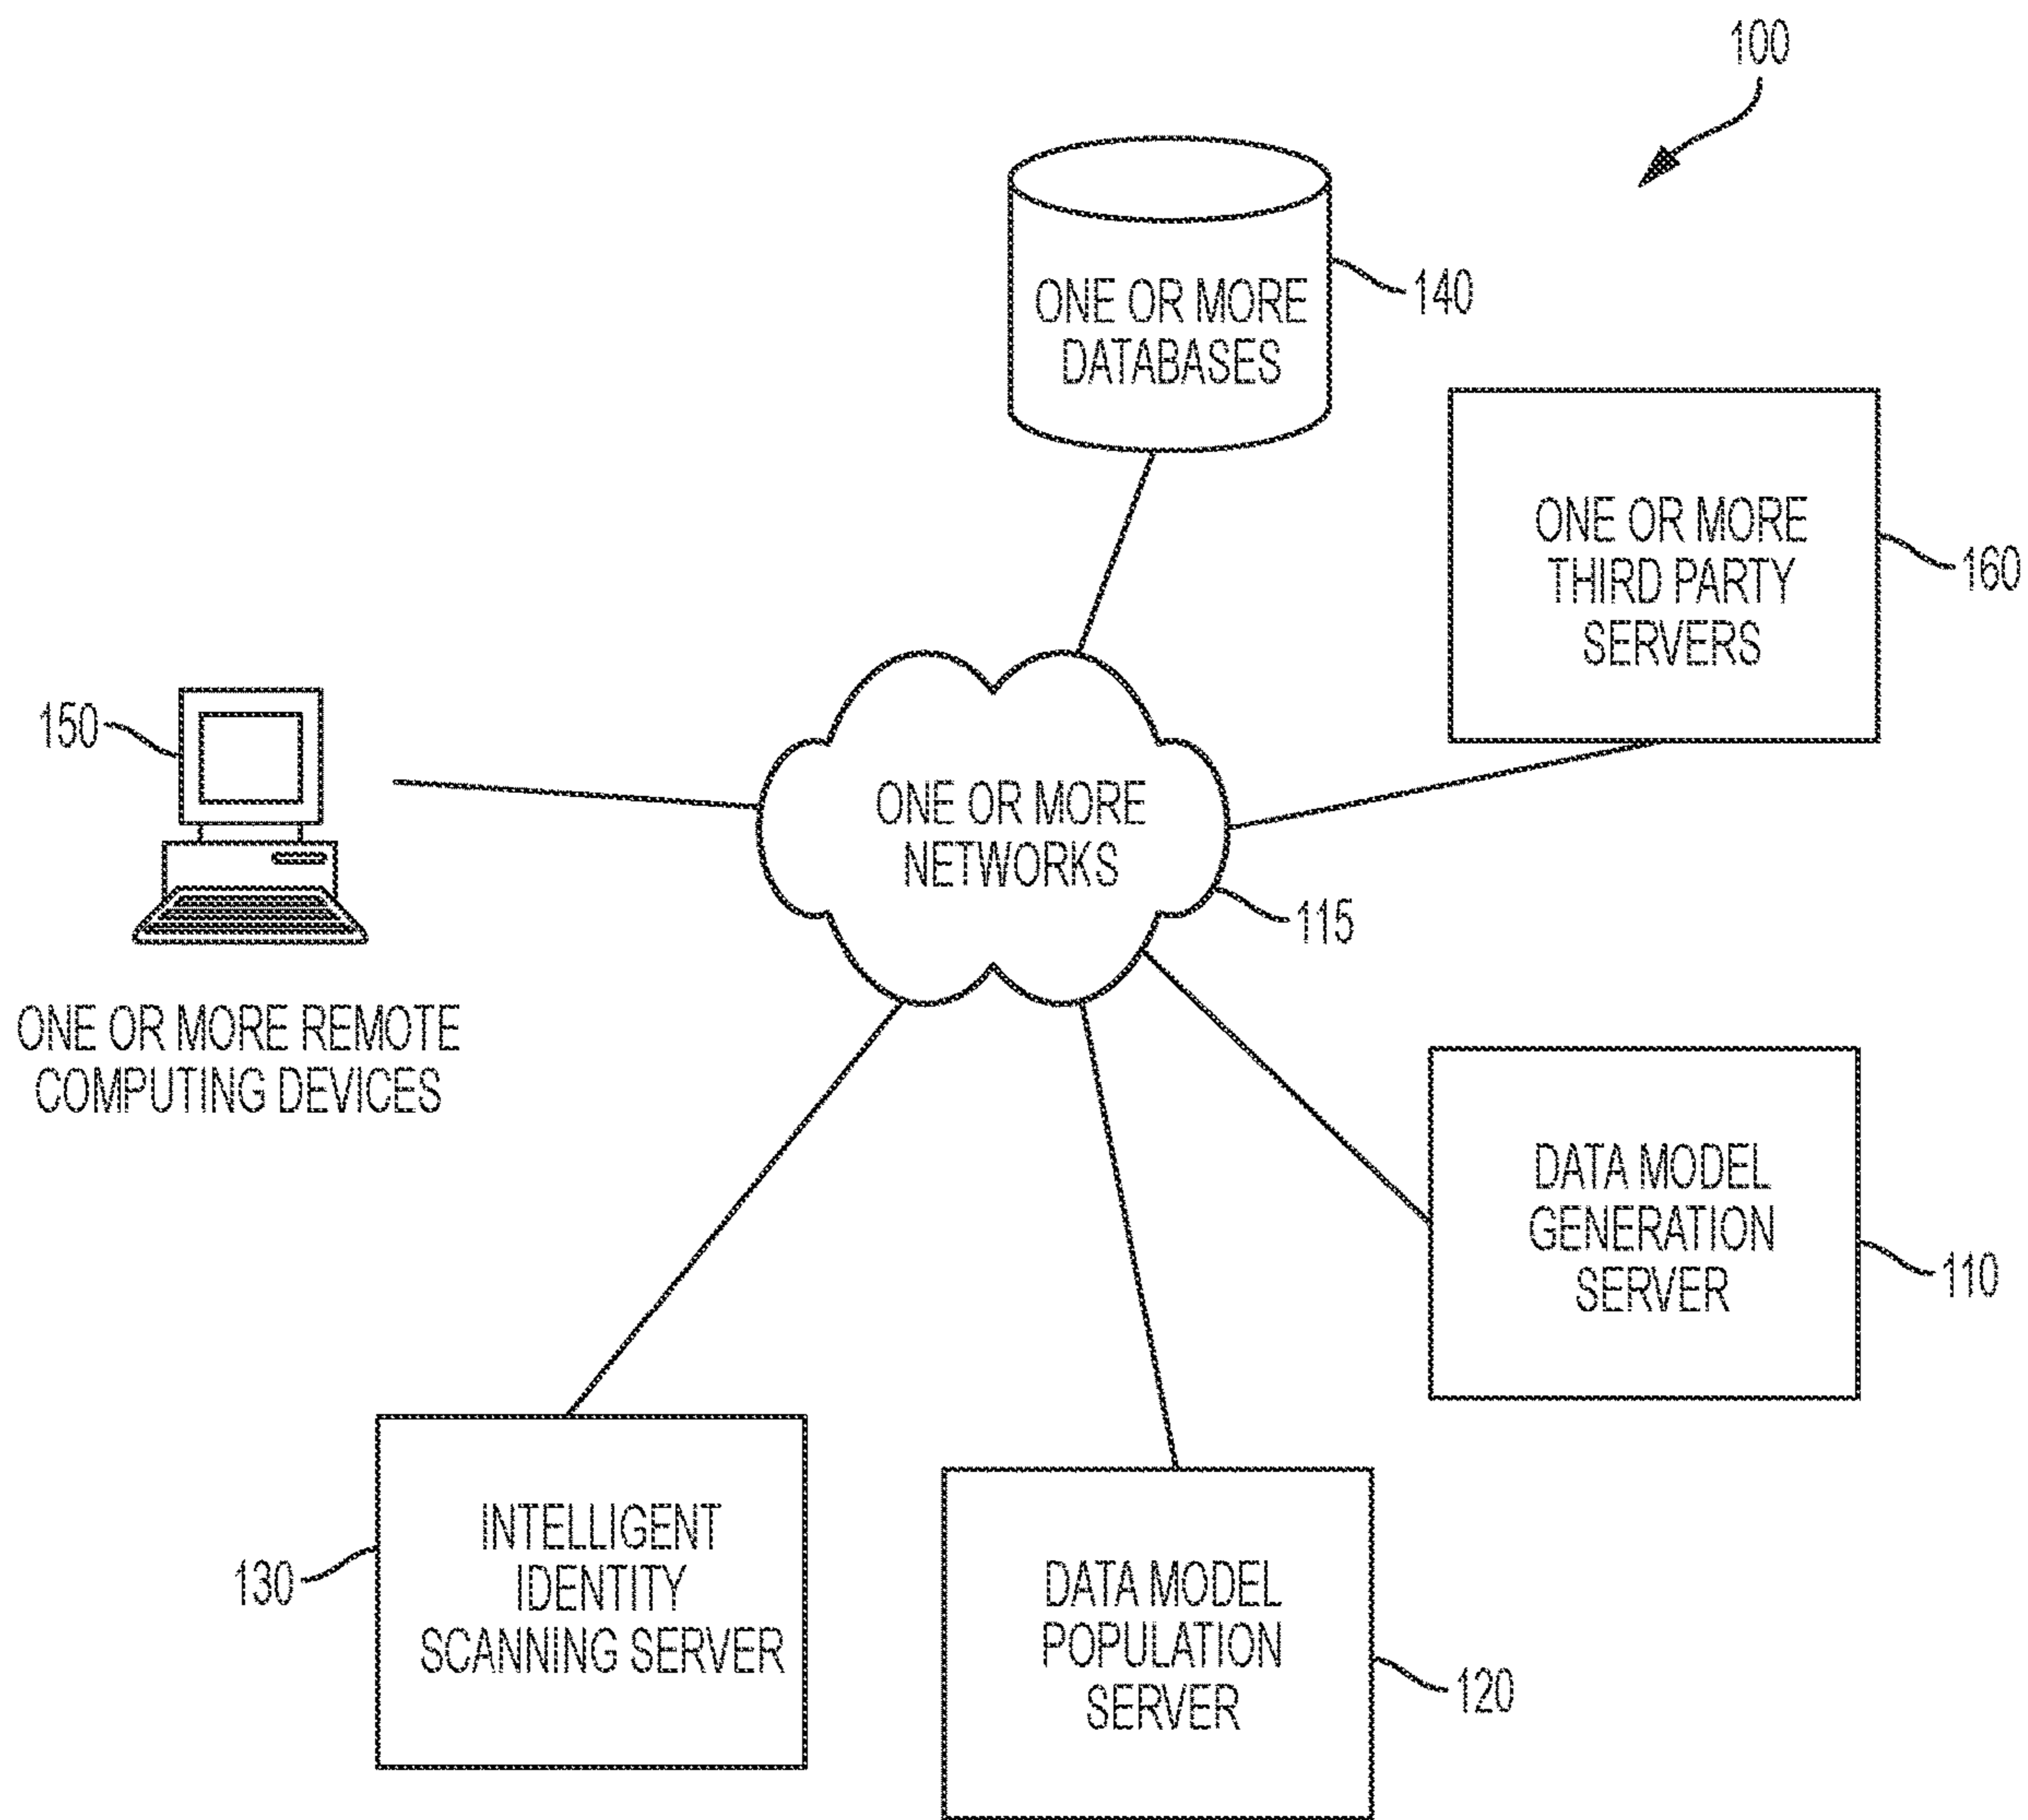 100
ONE OR MORE
DATABASES
140
ONE OR MORE
THIRD PARTY
SERVERS
160
150
ONE OR MORE
NETWORKS
115
ONE OR MORE REMOTE
COMPUTING DEVICES
DATA MODEL
GENERATION
SERVER
110
INTELLIGENT
IDENTITY
SCANNING SERVER
130
DATA MODEL
POPULATION
SERVER
120